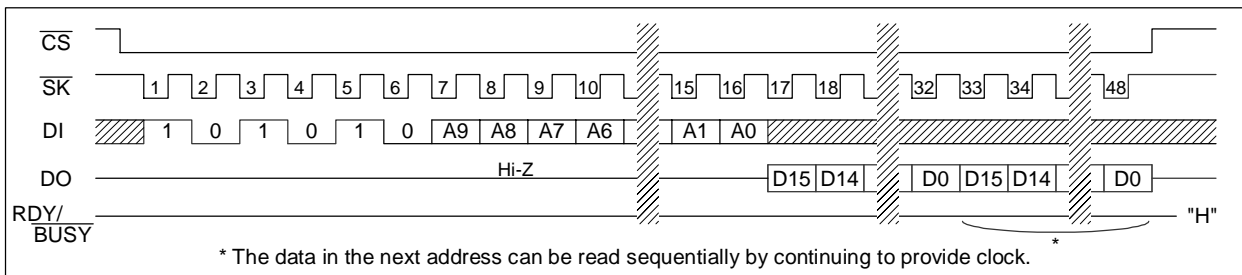 CS
SK 1 2 3 4 5 6 7 8 9 10 15 16 17 18 32 33 34 48
DI 1 0 1 0 1 0 A9 A8 A7 A6 A1 A0
DO Hi-Z D15 D14 D0 D15 D14 D0
RDY/
BUSY "H"
*
* The data in the next address can be read sequentially by continuing to provide clock.